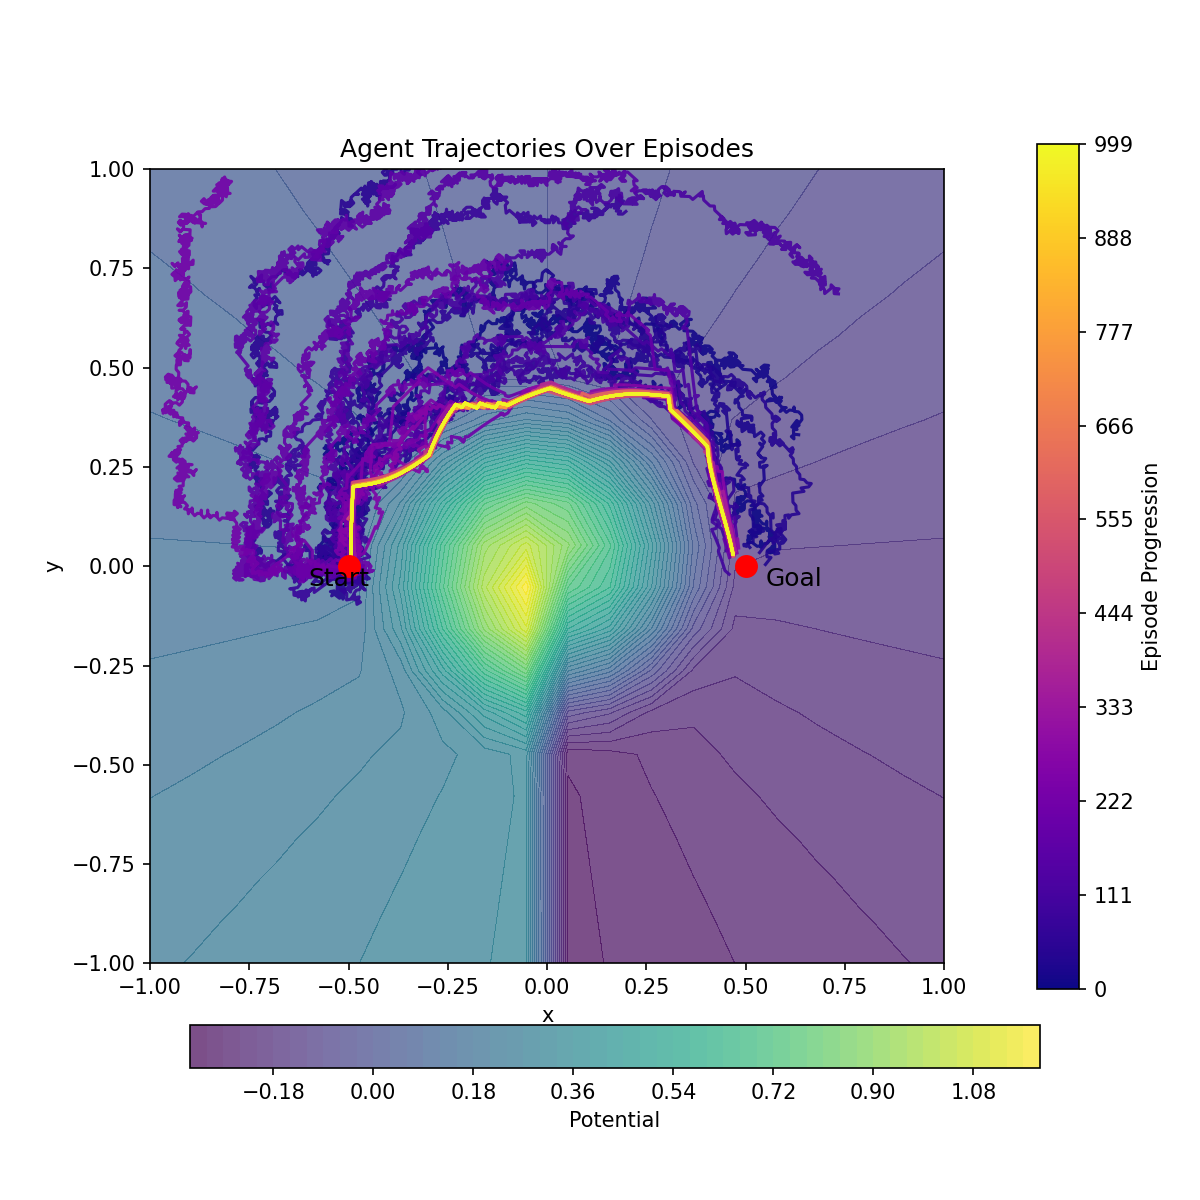 Agent Trajectories Over Episodes
1.00
0.75
0.50
0.25
0.00
−0.25
−0.50
−0.75
−1.00
y
Start
Goal
−1.00 −0.75 −0.50 −0.25 0.00 0.25 0.50 0.75 1.00
x
999
888
777
666
555
444
333
222
111
0
Episode Progression
−0.18 0.00 0.18 0.36 0.54 0.72 0.90 1.08
Potential